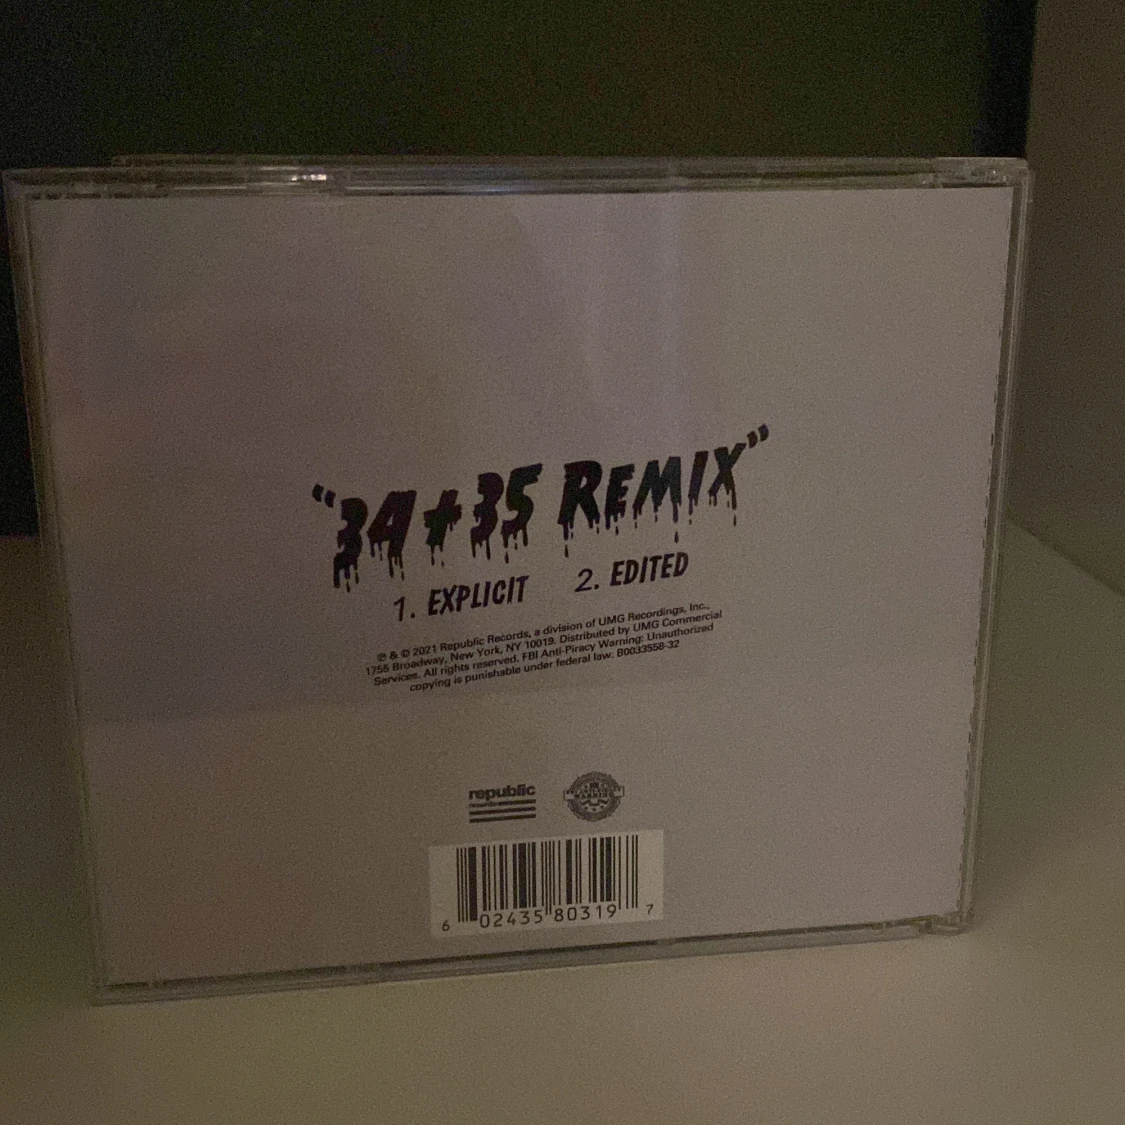 “34+35 REMIX”
1. EXPLICIT 2. EDITED
℗ & © 2021 Republic Records, a division of UMG Recordings, Inc.,
1755 Broadway, New York, NY 10019. Distributed by UMG Commercial
Services. All rights reserved. FBI Anti-Piracy Warning: Unauthorized
copying is punishable under federal law. B0033558-32
republic
records
WARNING
6 02435 80319 7